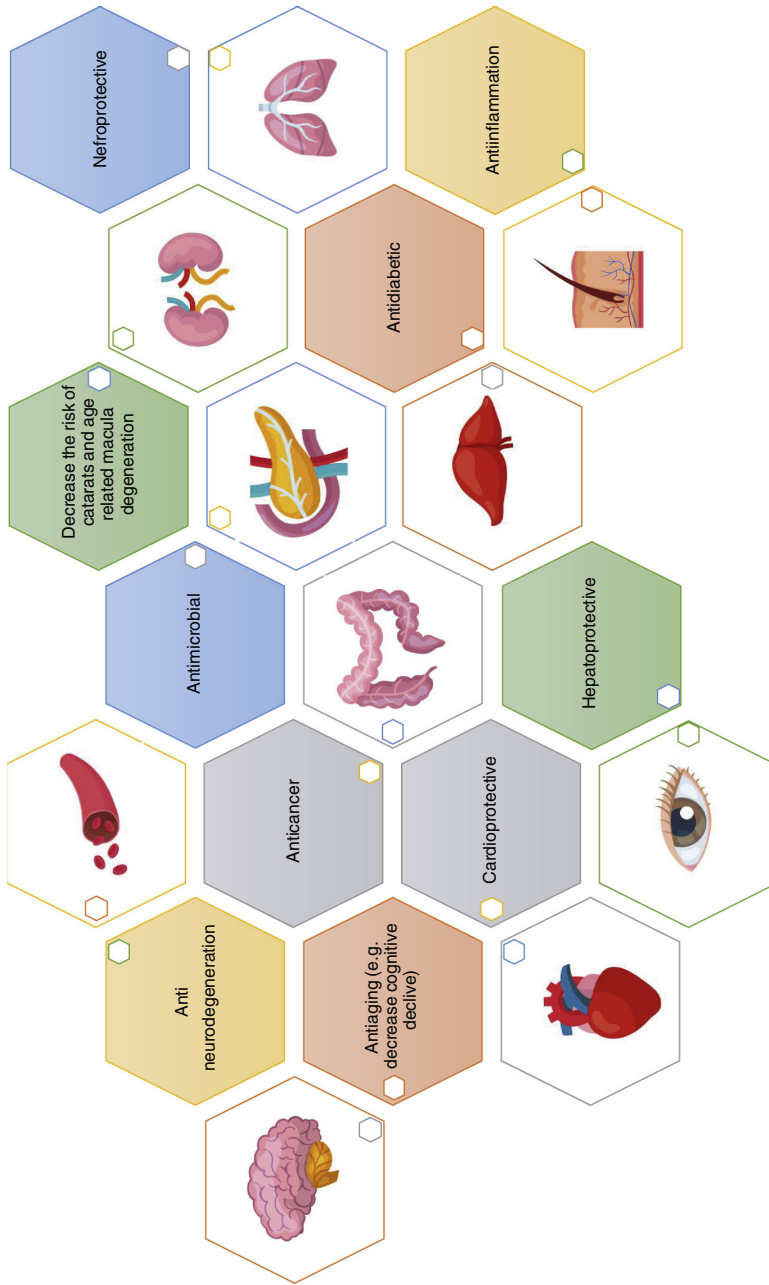 Decrease the risk of
catarats and age
related macula
degeneration
Nefroprotective
Anti
neurodegeneration
Antimicrobial
Anticancer
Antiaging (e.g.
decrease cognitive
declive)
Antidiabetic
Cardioprotective
Antiinflammation
Hepatoprotective